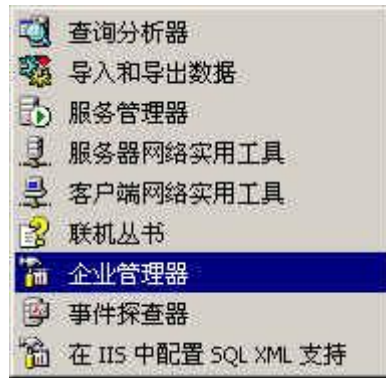 查询分析器
导入和导出数据
服务管理器
服务器网络实用工具
客户端网络实用工具
联机丛书
企业管理器
事件探查器
在 IIS 中配置 SQL XML 支持